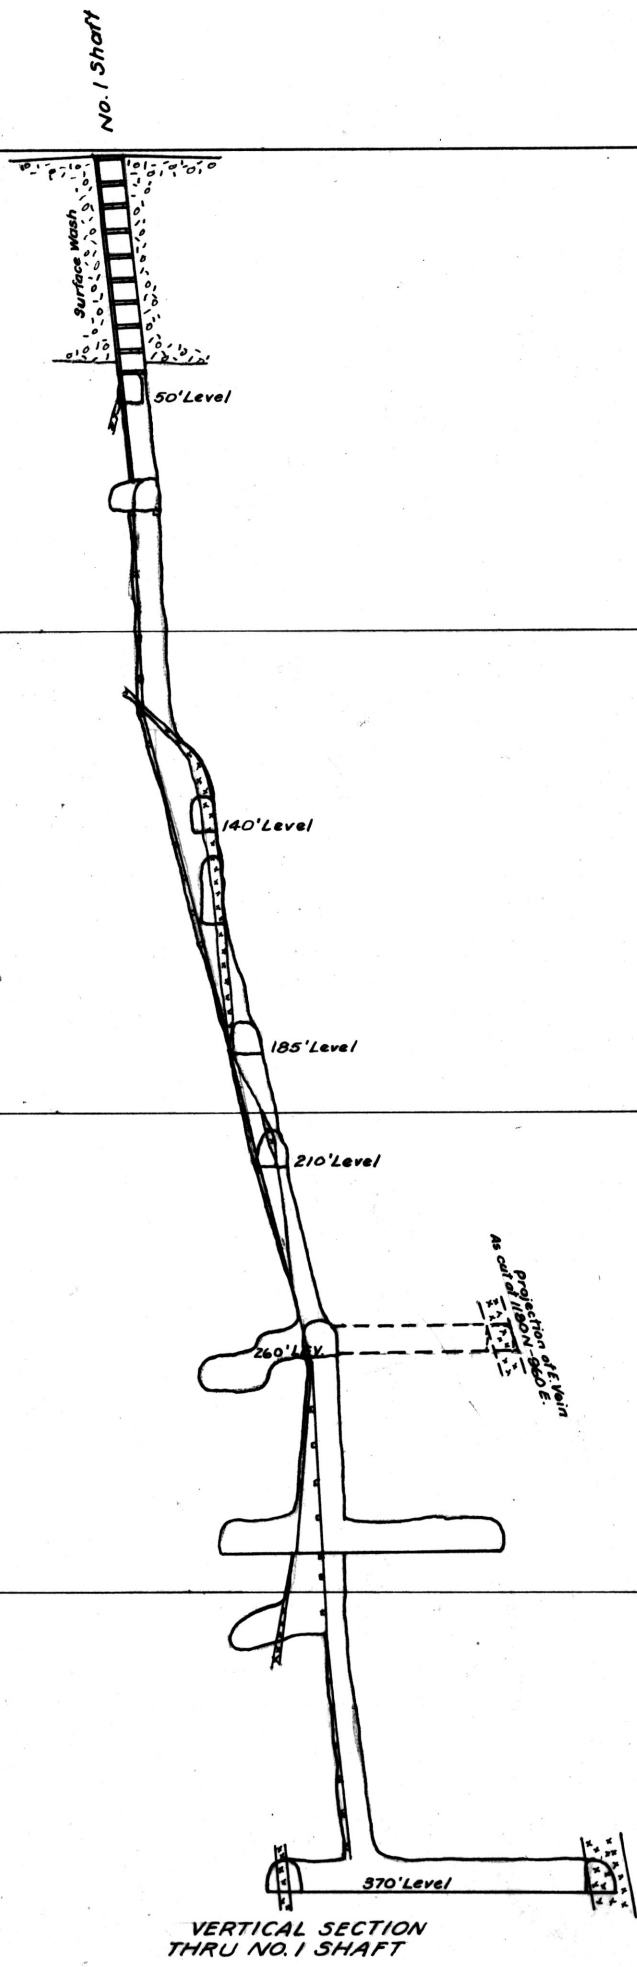 No. 1 Shaft
Surface Wash
50' Level
140' Level
185' Level
210' Level
Projection of E. Vein
As cut at 1180 N - 960 E.
260' LEV.
370' Level
VERTICAL SECTION
THRU NO. 1 SHAFT